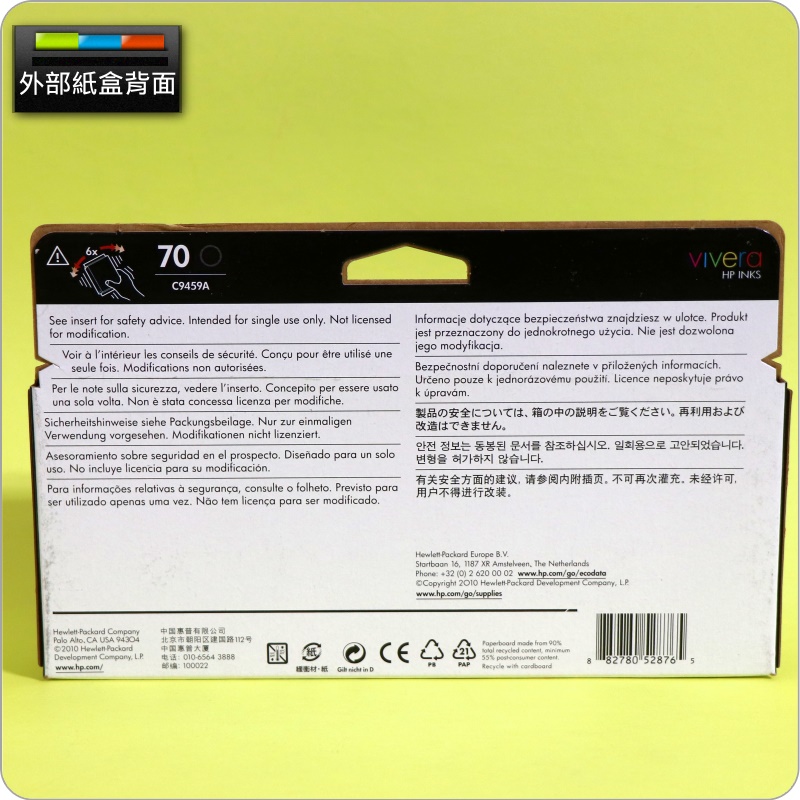 外部紙盒背面
6x
70
C9459A
vivera
HP INKS
See insert for safety advice. Intended for single use only. Not licensed
for modification.
Voir à l'intérieur les conseils de sécurité. Conçu pour être utilisé une
seule fois. Modifications non autorisées.
Per le note sulla sicurezza, vedere l'inserto. Concepito per essere usato
una sola volta. Non è stata concessa licenza per modifiche.
Sicherheitshinweise siehe Packungsbeilage. Nur zur einmaligen
Verwendung vorgesehen. Modifikationen nicht lizenziert.
Asesoramiento sobre seguridad en el prospecto. Diseñado para un solo
uso. No incluye licencia para su modificación.
Para informações relativas à segurança, consulte o folheto. Previsto para
ser utilizado apenas uma vez. Não tem licença para ser modificado.
Informacje dotyczące bezpieczeństwa znajdziesz w ulotce. Produkt
jest przeznaczony do jednokrotnego użycia. Nie jest dozwolona
jego modyfikacja.
Bezpečnostní doporučení naleznete v přiložených informacích.
Určeno pouze k jednorázovému použití. Licence neposkytuje právo
k úpravám.
製品の安全については、箱の中の説明をご覧ください。再利用および
改造はできません。
안전 정보는 동봉된 문서를 참조하십시오. 일회용으로 고안되었습니다.
변형을 허가하지 않습니다.
有关安全方面的建议, 请参阅内附插页。不可再次灌充。未经许可,
用户不得进行改装。
Hewlett-Packard Europe B.V.
Startbaan 16, 1187 XR Amstelveen, The Netherlands
Phone: +32 (0) 2 620 00 02 www.hp.com/go/ecodata
©Copyright 2010 Hewlett-Packard Development Company, L.P.
www.hp.com/go/supplies
Hewlett-Packard Company
Palo Alto, CA USA 94304
©2010 Hewlett-Packard
Development Company, L.P.
www.hp.com/
中国惠普有限公司
北京市朝阳区建国路112号
中国惠普大厦
电话: 010-6564 3888
邮编: 100022
紙
緩衝材・紙
Gilt nicht in D
CE
PB
21
PAP
Paperboard made from 90%
total recycled content, minimum
55% post-consumer content.
Recycle with cardboard
8 82780 52876 5